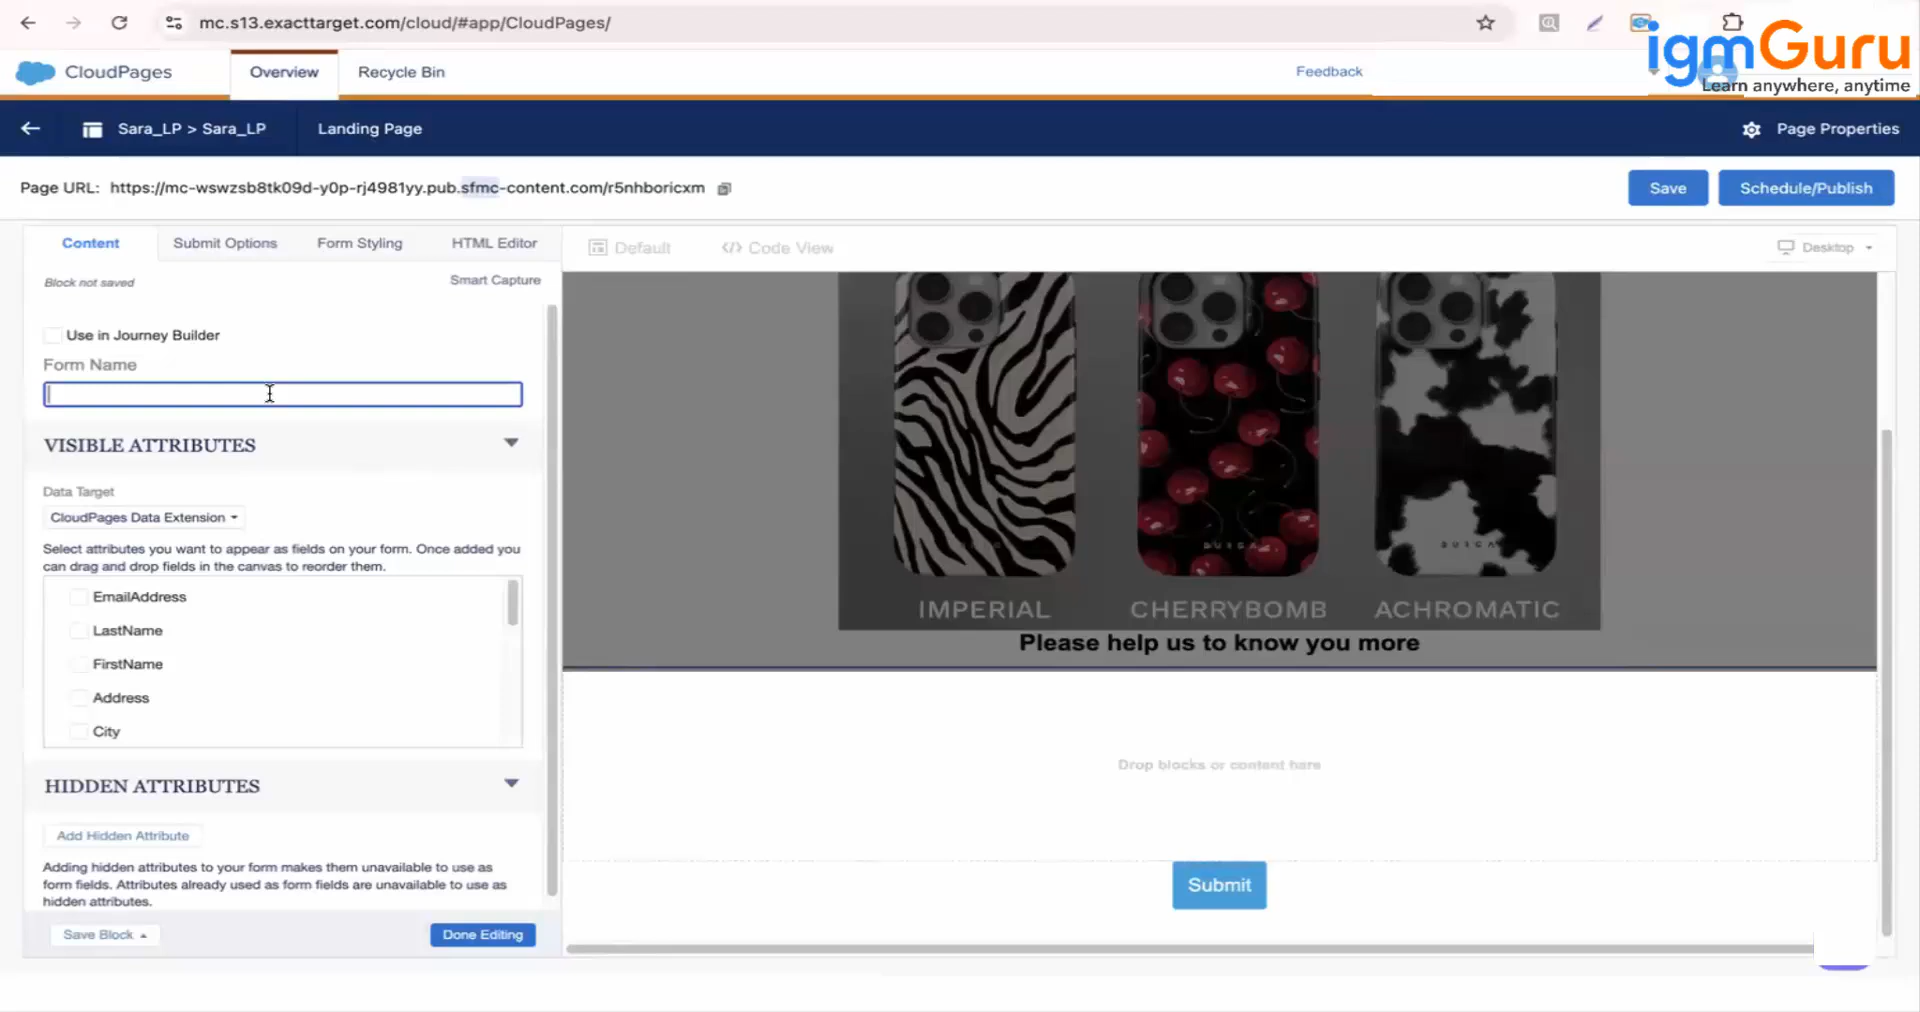 mc.s13.exacttarget.com/cloud/#app/CloudPages/
igmGuru
Learn anywhere, anytime
CloudPages
Overview
Recycle Bin
Feedback
Sara_LP > Sara_LP
Landing Page
Page Properties
Page URL: https://mc-wswzsb8tk09d-y0p-rj4981yy.pub.sfmc-content.com/r5nhboricxm
Save
Schedule/Publish
Content
Submit Options
Form Styling
HTML Editor
Default
</> Code View
Desktop
Block not saved
Smart Capture
Use in Journey Builder
Form Name
VISIBLE ATTRIBUTES
Data Target
CloudPages Data Extension
Select attributes you want to appear as fields on your form. Once added you
can drag and drop fields in the canvas to reorder them.
EmailAddress
LastName
FirstName
Address
City
HIDDEN ATTRIBUTES
Add Hidden Attribute
Adding hidden attributes to your form makes them unavailable to use as
form fields. Attributes already used as form fields are unavailable to use as
hidden attributes.
Save Block
Done Editing
BURGA
BURGA
IMPERIAL
CHERRYBOMB
ACHROMATIC
Please help us to know you more
Drop blocks or content here
Submit